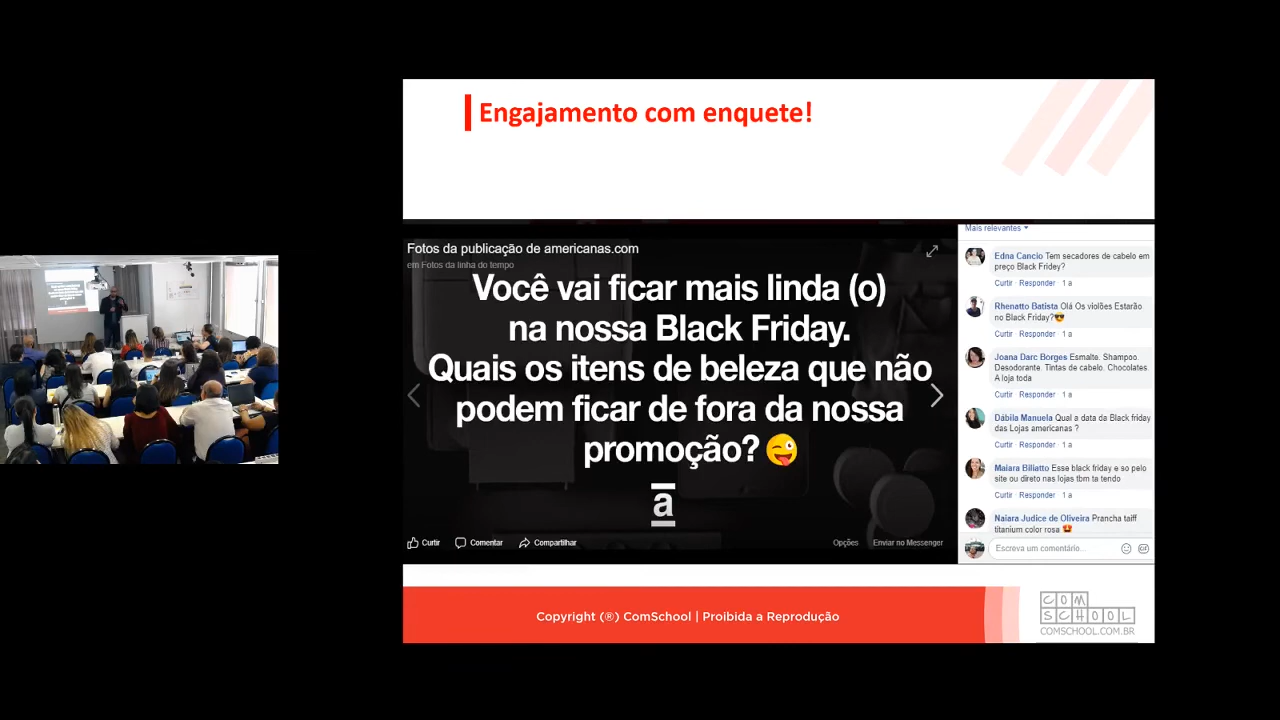 Engajamento com enquete!
Fotos da publicação de americanas.com
em Fotos da linha do tempo
Você vai ficar mais linda (o)
na nossa Black Friday.
Quais os itens de beleza que não
podem ficar de fora da nossa
promoção? 😜
a
Curtir
Comentar
Compartilhar
Opções
Enviar no Messenger
Mais relevantes
Edna Cancio Tem secadores de cabelo em
preço Black Fridey?
Curtir · Responder · 1 a
Rhenatto Batista Olá Os violões Estarão
no Black Friday?😎
Curtir · Responder · 1 a
Joana Darc Borges Esmalte. Shampoo.
Desodorante. Tintas de cabelo. Chocolates.
A loja toda
Curtir · Responder · 1 a
Dábila Manuela Qual a data da Black friday
das Lojas americanas ?
Curtir · Responder · 1 a
Maiara Biliatto Esse black friday e so pelo
site ou direto nas lojas tbm ta tendo
Curtir · Responder · 1 a
Naiara Judice de Oliveira Prancha taiff
titanium color rosa 😍
Escreva um comentário...
GIF
Copyright (®) ComSchool | Proibida a Reprodução
COM
SCHOOL
COMSCHOOL.COM.BR